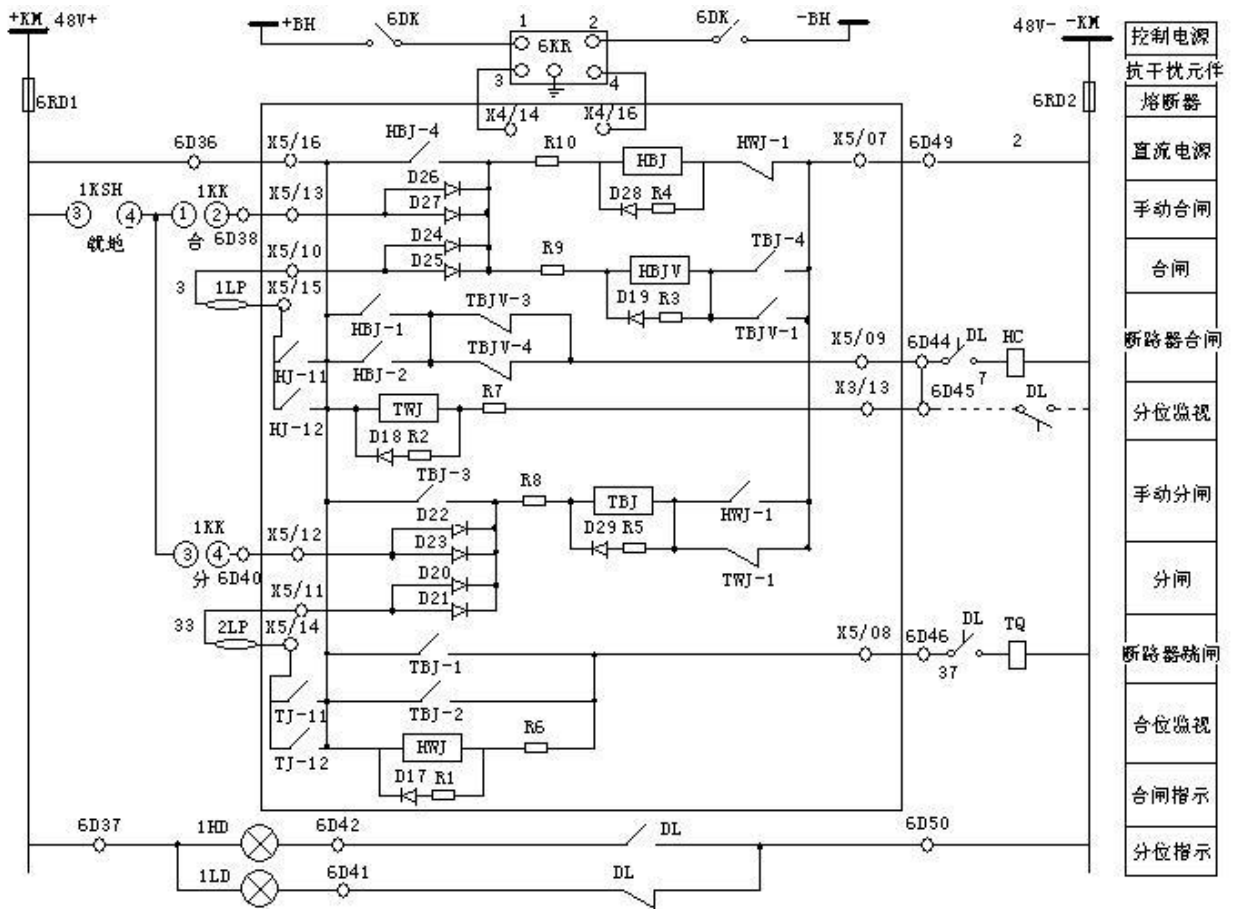 +KM 48V+ +BH 6DK 1 2 6DK -BH 48V- -KM 控制电源
6KR
3 4 抗干扰元件
6RD1 X4/14 X4/16 6RD2 熔断器
6D36 X5/16 HBJ-4 R10 HBJ HWJ-1 X5/07 6D49 2 直流电源
D28 R4
1KSH 1KK X5/13 D26
3 4 1 2 D27 手动合闸
就地 合 6D38
X5/10 D24 R9 HBJV TBJ-4 合闸
D25
3 1LP X5/15 D19 R3
HBJ-1 TBJV-3 TBJV-1
HJ-11 HBJ-2 TBJV-4 X5/09 6D44 DL HC 断路器合闸
7
HJ-12 TWJ R7 X3/13 6D45 DL 分位监视
D18 R2
TBJ-3 R8 TBJ HWJ-1 手动分闸
D22 D29 R5
1KK X5/12 D23 TWJ-1
3 4
分 6D40 D20 分闸
X5/11 D21
33 2LP X5/14 X5/08 6D46 DL TQ 断路器跳闸
TBJ-1 37
TJ-11 TBJ-2
TJ-12 HWJ R6 合位监视
D17 R1
合闸指示
6D37 1HD 6D42 DL 6D50
分位指示
1LD 6D41 DL